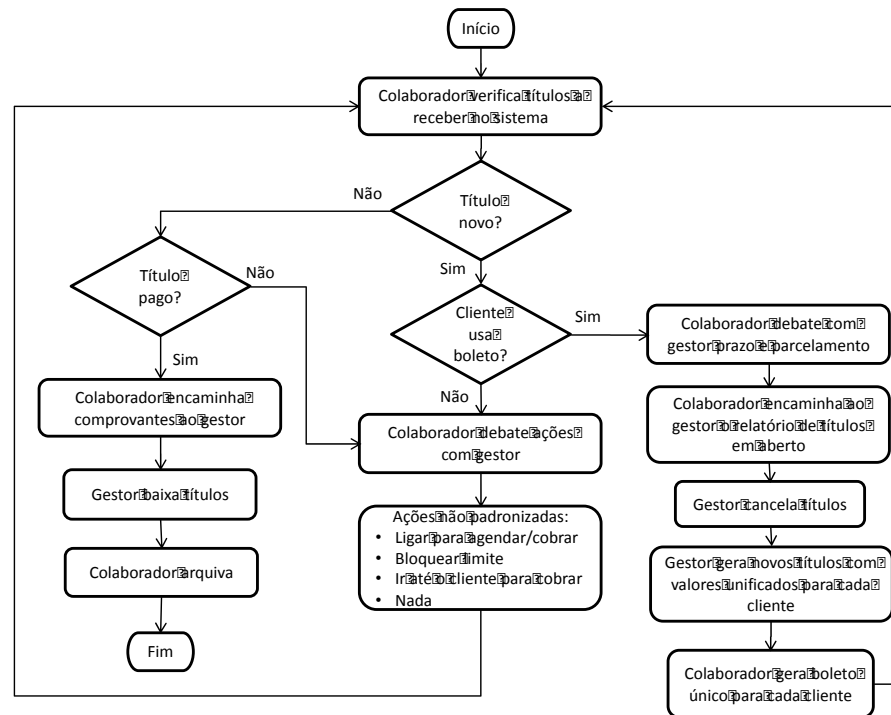 Início
Colaborador verifica títulos a
receber no sistema
Não
Título
novo?
Título
pago?
Não
Sim
Cliente
usa
boleto?
Sim
Colaborador debate com
gestor prazo e parcelamento
Sim
Colaborador encaminha
comprovantes ao gestor
Não
Colaborador debate ações
com gestor
Colaborador encaminha ao
gestor o relatório de títulos
em aberto
Gestor baixa títulos
Gestor cancela títulos
Ações não padronizadas:
• Ligar para agendar/cobrar
• Bloquear limite
• Ir até o cliente para cobrar
• Nada
Colaborador arquiva
Gestor gera novos títulos com
valores unificados para cada
cliente
Fim
Colaborador gera boleto
único para cada cliente